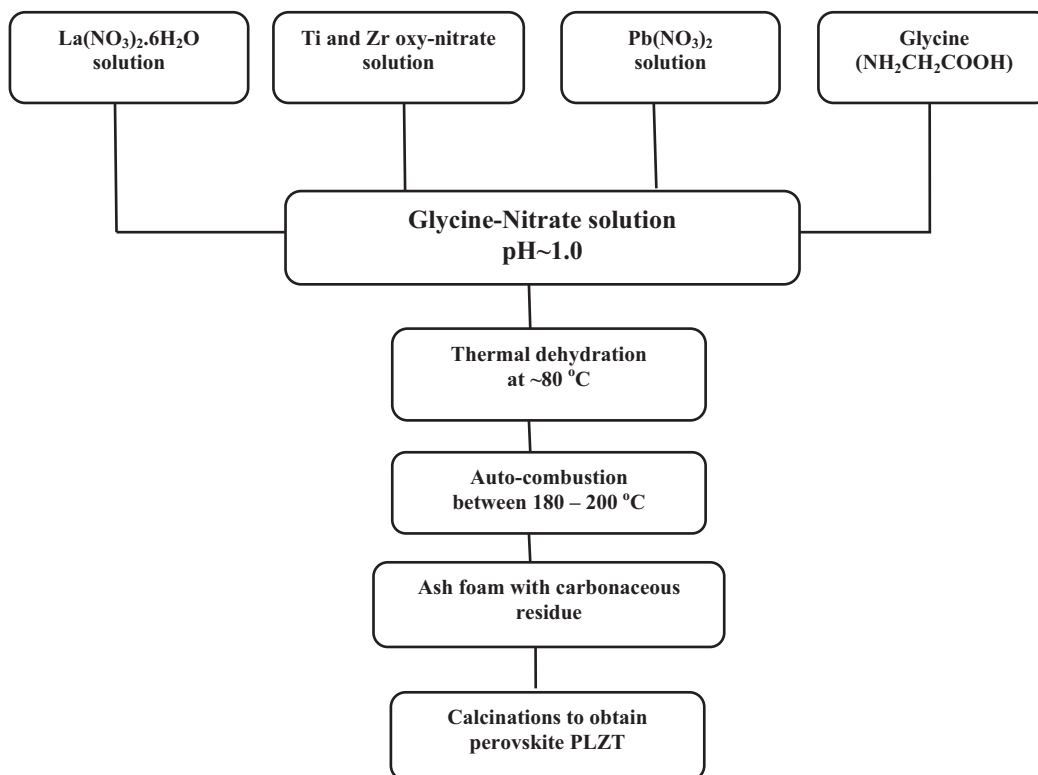 La(NO₃)₂.6H₂O
solution
Ti and Zr oxy-nitrate
solution
Pb(NO₃)₂
solution
Glycine
(NH₂CH₂COOH)
Glycine-Nitrate solution
pH~1.0
Thermal dehydration
at ~80 °C
Auto-combustion
between 180 – 200 °C
Ash foam with carbonaceous
residue
Calcinations to obtain
perovskite PLZT